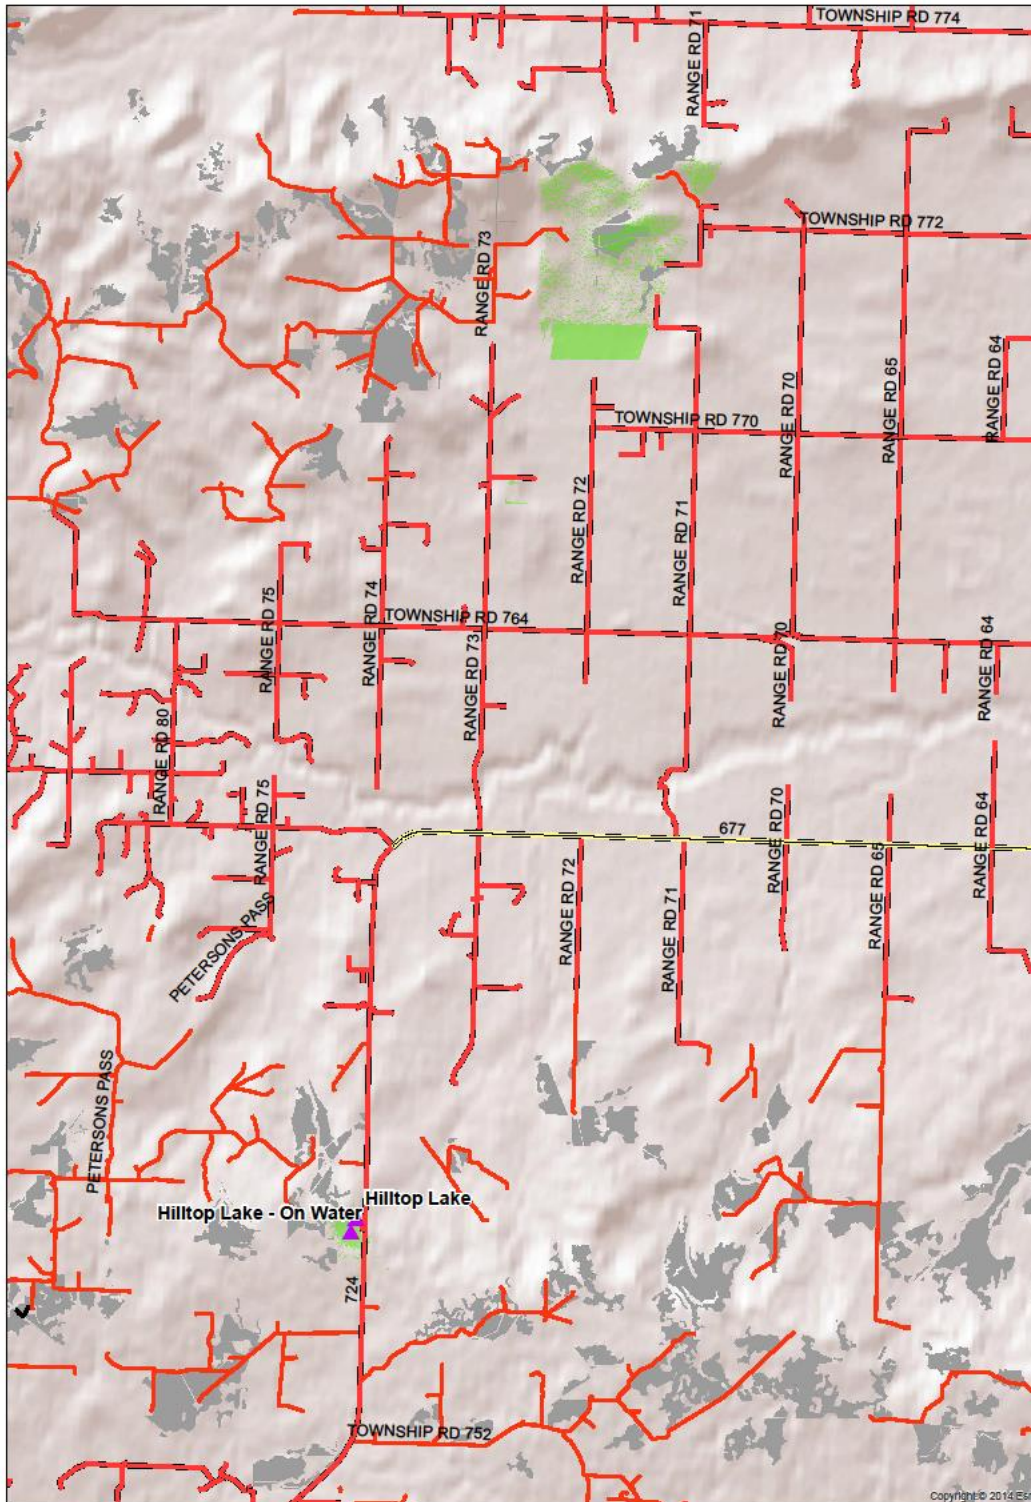 TOWNSHIP RD 774
RANGE RD 71
TOWNSHIP RD 772
RANGE RD 73
RANGE RD 64
RANGE RD 70
RANGE RD 65
TOWNSHIP RD 770
RANGE RD 72
RANGE RD 71
RANGE RD 75
RANGE RD 74
TOWNSHIP RD 764
RANGE RD 73
RANGE RD 70
RANGE RD 64
RANGE RD 80
RANGE RD 75
677
RANGE RD 70
RANGE RD 64
RANGE RD 72
RANGE RD 71
RANGE RD 65
PETERSONS PASS
PETERSONS PASS
Hilltop Lake
Hilltop Lake - On Water
724
TOWNSHIP RD 752
Copyright:© 2014 Esr